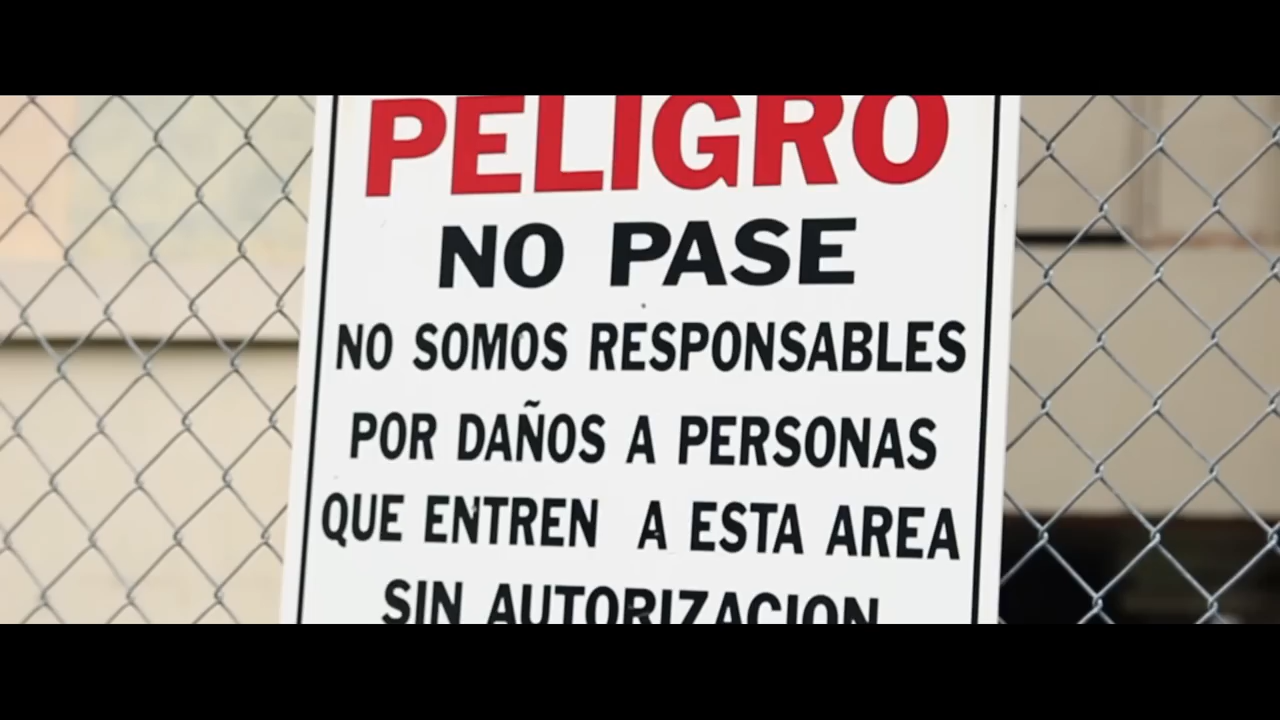 PELIGRO
NO PASE
NO SOMOS RESPONSABLES
POR DAÑOS A PERSONAS
QUE ENTREN A ESTA AREA
SIN AUTORIZACION